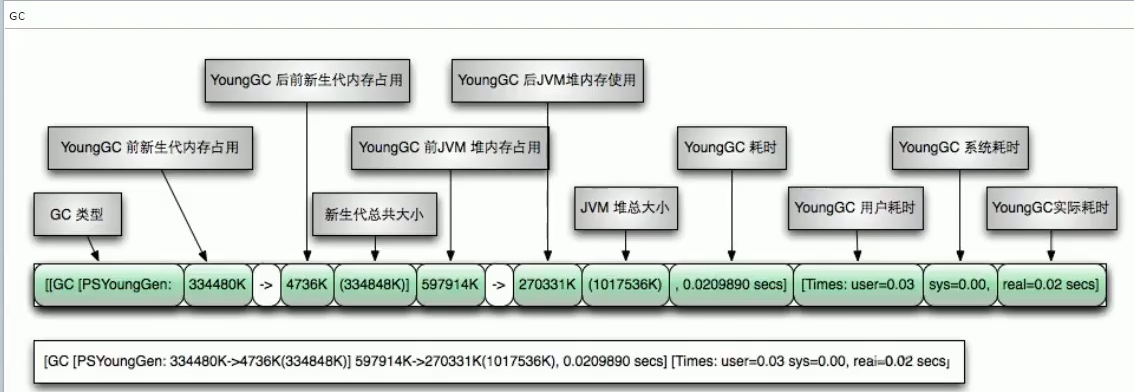 GC
YoungGC 后前新生代内存占用
YoungGC 后JVM堆内存使用
YoungGC 前新生代内存占用
YoungGC 前JVM 堆内存占用
YoungGC 耗时
YoungGC 系统耗时
GC 类型
新生代总共大小
JVM 堆总大小
YoungGC 用户耗时
YoungGC实际耗时
[[GC [PSYoungGen: 334480K -> 4736K (334848K)] 597914K -> 270331K (1017536K) , 0.0209890 secs] [Times: user=0.03 sys=0.00, real=0.02 secs]
[GC [PSYoungGen: 334480K->4736K(334848K)] 597914K->270331K(1017536K), 0.0209890 secs] [Times: user=0.03 sys=0.00, real=0.02 secs]